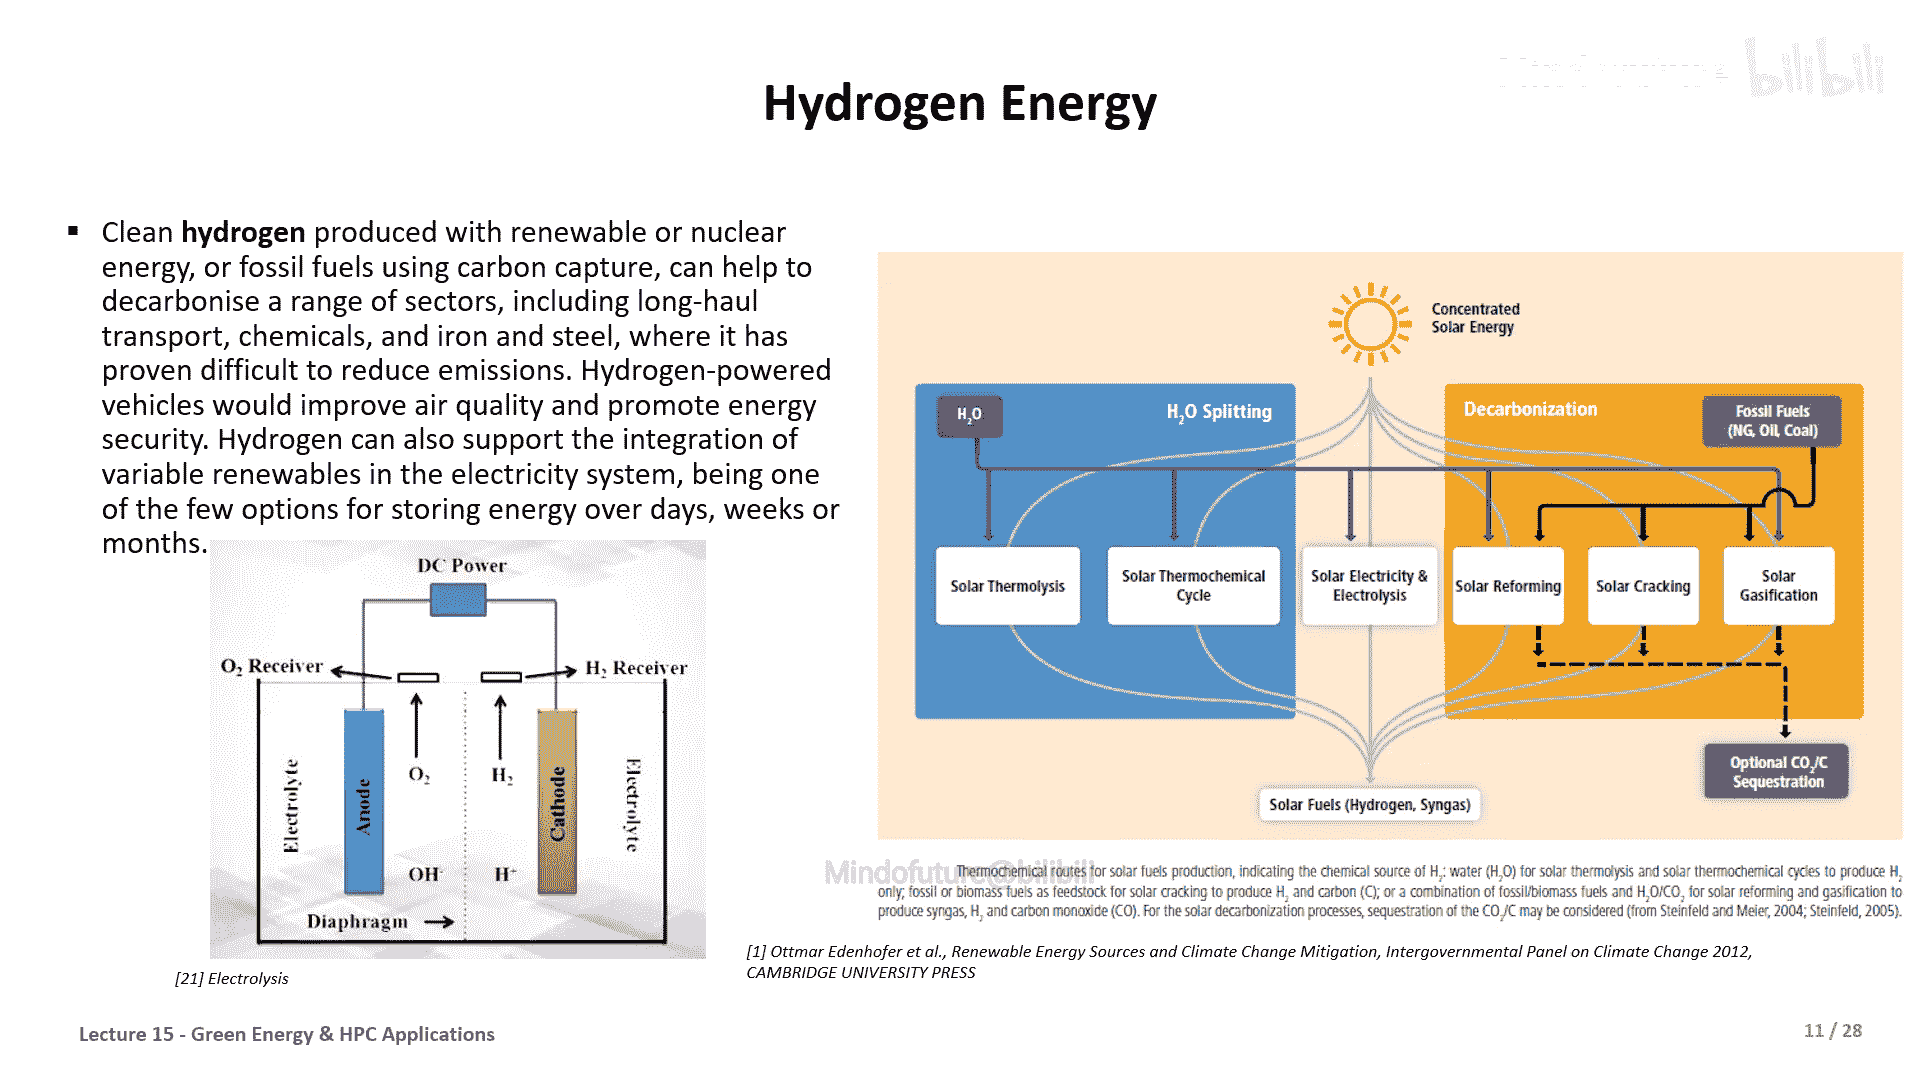 bilibili
Hydrogen Energy
▪ Clean hydrogen produced with renewable or nuclear
energy, or fossil fuels using carbon capture, can help to
decarbonise a range of sectors, including long-haul
transport, chemicals, and iron and steel, where it has
proven difficult to reduce emissions. Hydrogen-powered
vehicles would improve air quality and promote energy
security. Hydrogen can also support the integration of
variable renewables in the electricity system, being one
of the few options for storing energy over days, weeks or
months.
DC Power
O₂ Receiver
H₂ Receiver
Electrolyte
Anode
O₂
H₂
Cathode
Electrolyte
OH⁻
H⁺
Diaphragm
[21] Electrolysis
Concentrated
Solar Energy
H₂O
H₂O Splitting
Decarbonization
Fossil Fuels
(NG, Oil, Coal)
Solar Thermolysis
Solar Thermochemical
Cycle
Solar Electricity &
Electrolysis
Solar Reforming
Solar Cracking
Solar
Gasification
Optional CO₂/C
Sequestration
Solar Fuels (Hydrogen, Syngas)
Mindofuture@bilibili
Thermochemical routes for solar fuels production, indicating the chemical source of H₂: water (H₂O) for solar thermolysis and solar thermochemical cycles to produce H₂
only; fossil or biomass fuels as feedstock for solar cracking to produce H₂ and carbon (C); or a combination of fossil/biomass fuels and H₂O/CO₂ for solar reforming and gasification to
produce syngas, H₂ and carbon monoxide (CO). For the solar decarbonization processes, sequestration of the CO₂/C may be considered (from Steinfeld and Meier, 2004; Steinfeld, 2005).
[1] Ottmar Edenhofer et al., Renewable Energy Sources and Climate Change Mitigation, Intergovernmental Panel on Climate Change 2012,
CAMBRIDGE UNIVERSITY PRESS
Lecture 15 - Green Energy & HPC Applications
11 / 28